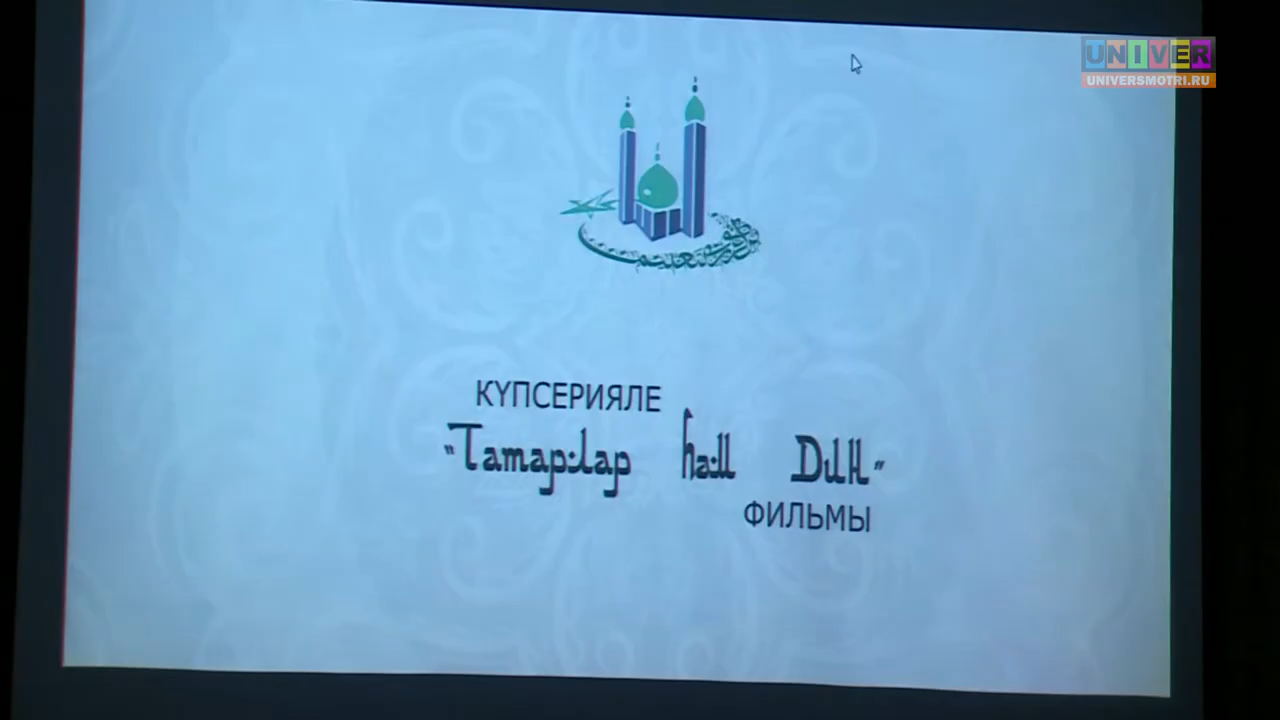 UNIVER
UNIVERSMOTRI.RU
КҮПСЕРИЯЛЕ
"Татарлар һәм Дин"
ФИЛЬМЫ